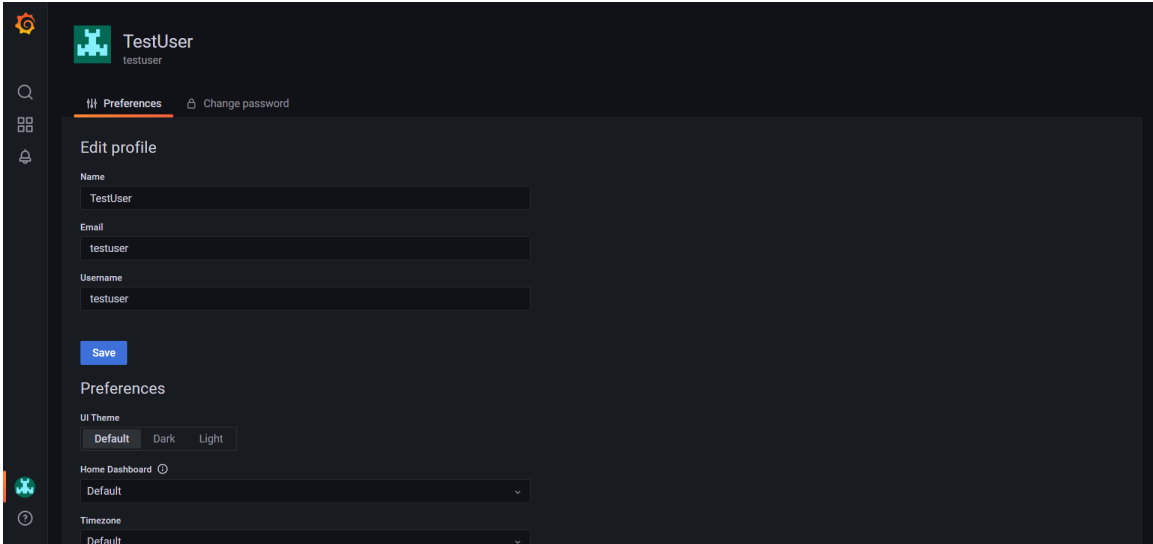 TestUser
testuser
Preferences Change password
Edit profile
Name
TestUser
Email
testuser
Username
testuser
Save
Preferences
UI Theme
Default Dark Light
Home Dashboard
Default
Timezone
Default